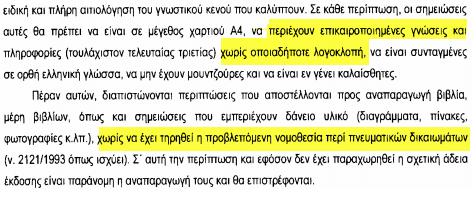 ειδική και πλήρη αιτιολόγηση του γνωστικού κενού που καλύπτουν. Σε κάθε περίπτωση, οι σημειώσεις
αυτές θα πρέπει να είναι σε μέγεθος χαρτιού Α4, να περιέχουν επικαιροποιημένες γνώσεις και
πληροφορίες (τουλάχιστον τελευταίας τριετίας) χωρίς οποιαδήποτε λογοκλοπή, να είναι συνταγμένες
σε ορθή ελληνική γλώσσα, να μην έχουν μουντζούρες και να είναι εν γένει καλαίσθητες.
Πέραν αυτών, διαπιστώνονται περιπτώσεις που αποστέλλονται προς αναπαραγωγή βιβλία,
μέρη βιβλίων, όπως και σημειώσεις που εμπεριέχουν δάνειο υλικό (διαγράμματα, πίνακες,
φωτογραφίες κ.λπ.), χωρίς να έχει τηρηθεί η προβλεπόμενη νομοθεσία περί πνευματικών δικαιωμάτων
(ν. 2121/1993 όπως ισχύει). Σ΄ αυτή την περίπτωση και εφόσον δεν έχει παραχωρηθεί η σχετική άδεια
έκδοσης είναι παράνομη η αναπαραγωγή τους και θα επιστρέφονται.